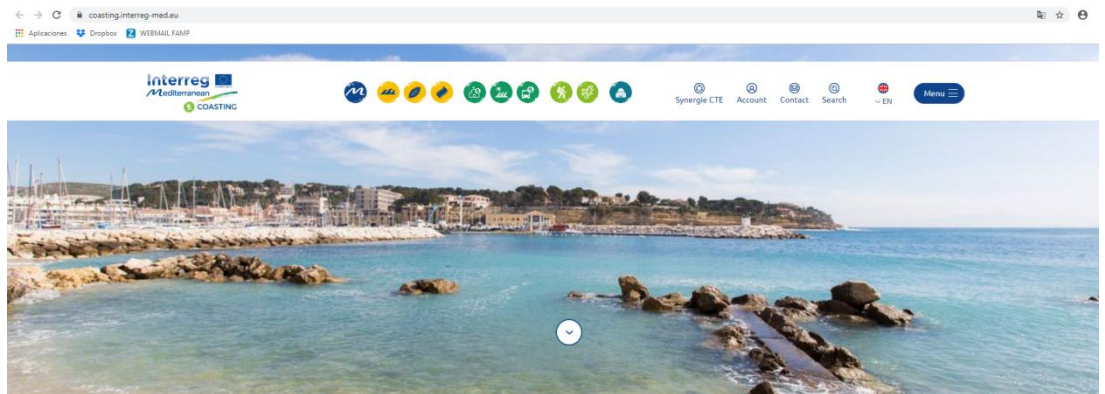 coasting.interreg-med.eu
Aplicaciones Dropbox WEBMAIL FAMP
Interreg
Mediterranean
COASTING
Synergie CTE Account Contact Search EN Menu